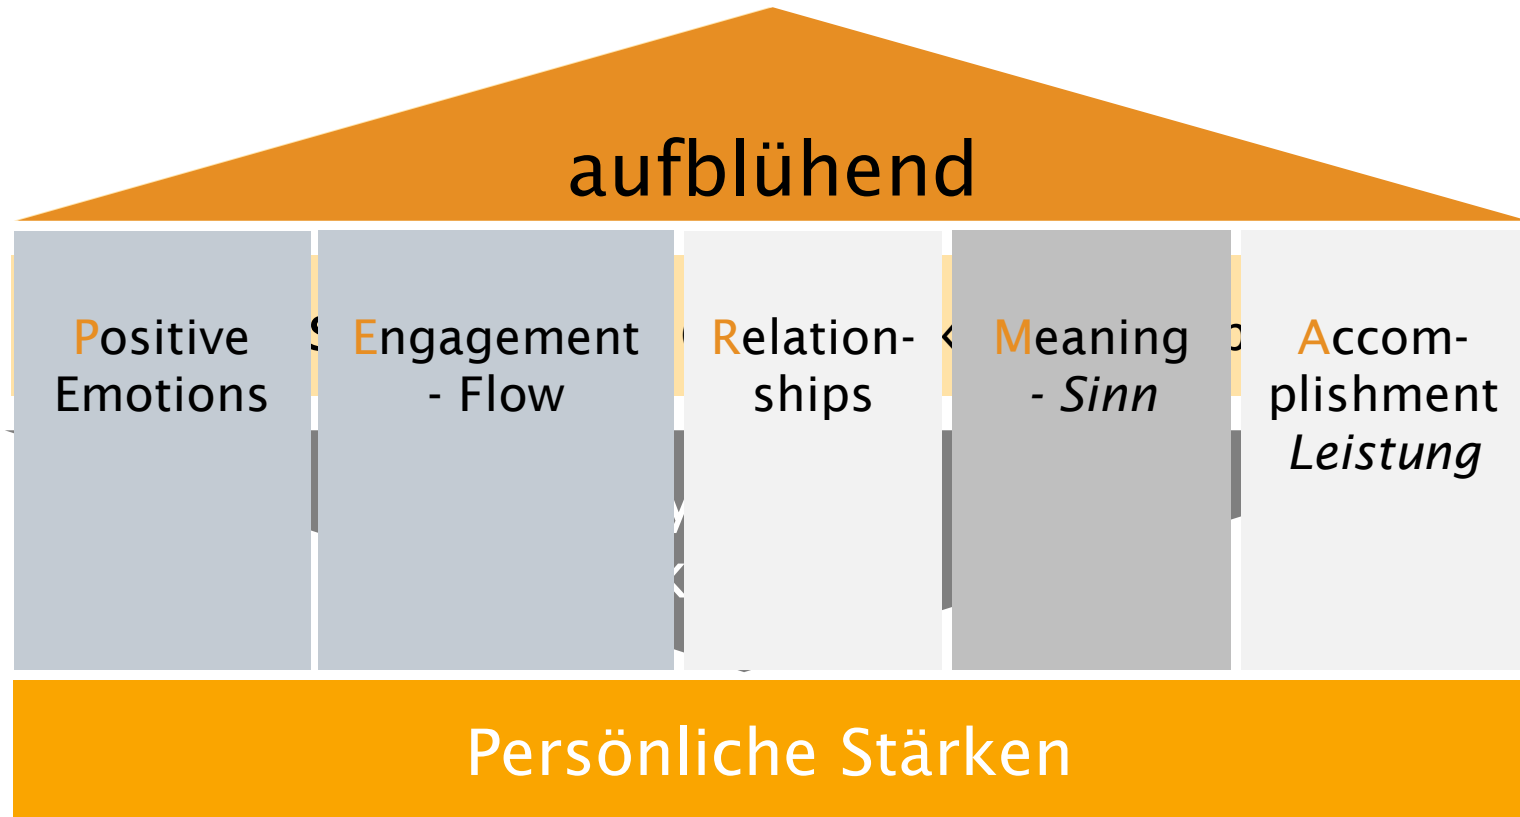 aufblühend
Positive
Emotions
Engagement
- Flow
Relation-
ships
Meaning
- Sinn
Accom-
plishment
Leistung
Persönliche Stärken